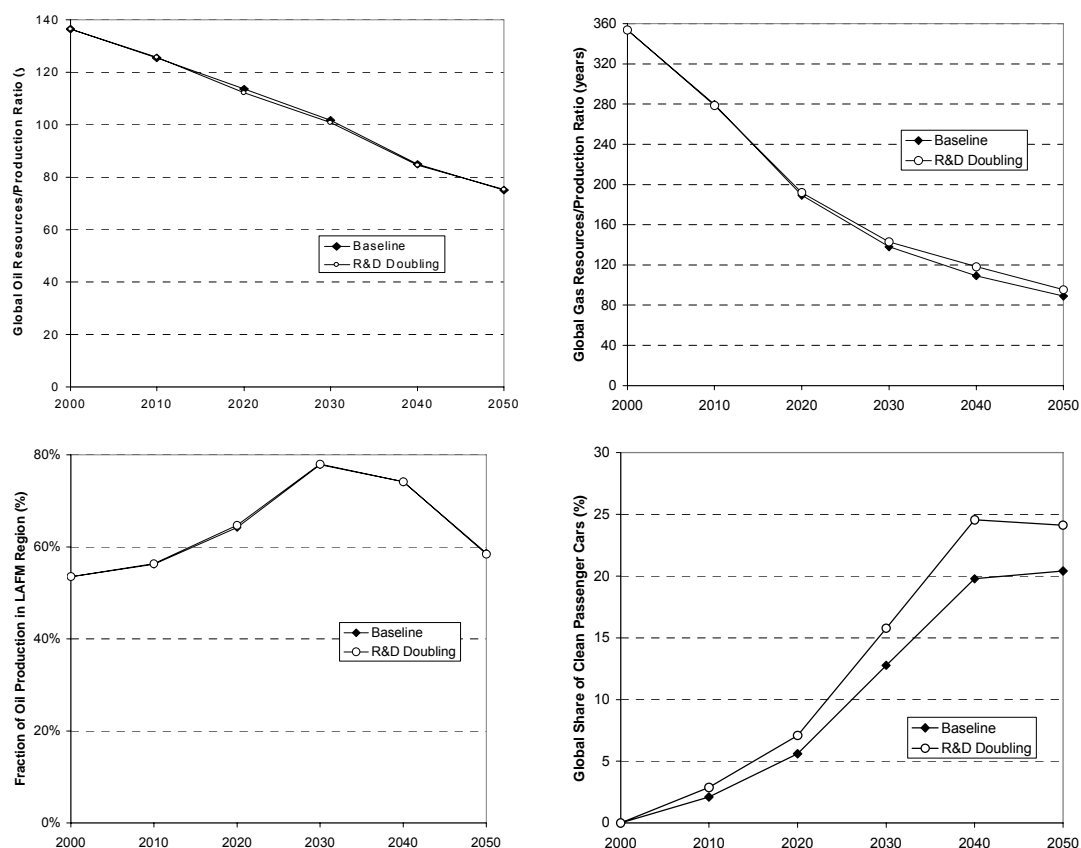 Global Oil Resources/Production Ratio (
140
120
100
80
60
40
20
0
2000 2010 2020 2030 2040 2050
Baseline
R&D Doubling
Global Gas Resources/Production Ratio (years)
360
320
280
240
200
160
120
80
40
0
2000 2010 2020 2030 2040 2050
Baseline
R&D Doubling
Fraction of Oil Production in LAFM Region (%)
80%
60%
40%
20%
0%
2000 2010 2020 2030 2040 2050
Baseline
R&D Doubling
Global Share of Clean Passenger Cars (%)
30
25
20
15
10
5
0
2000 2010 2020 2030 2040 2050
Baseline
R&D Doubling